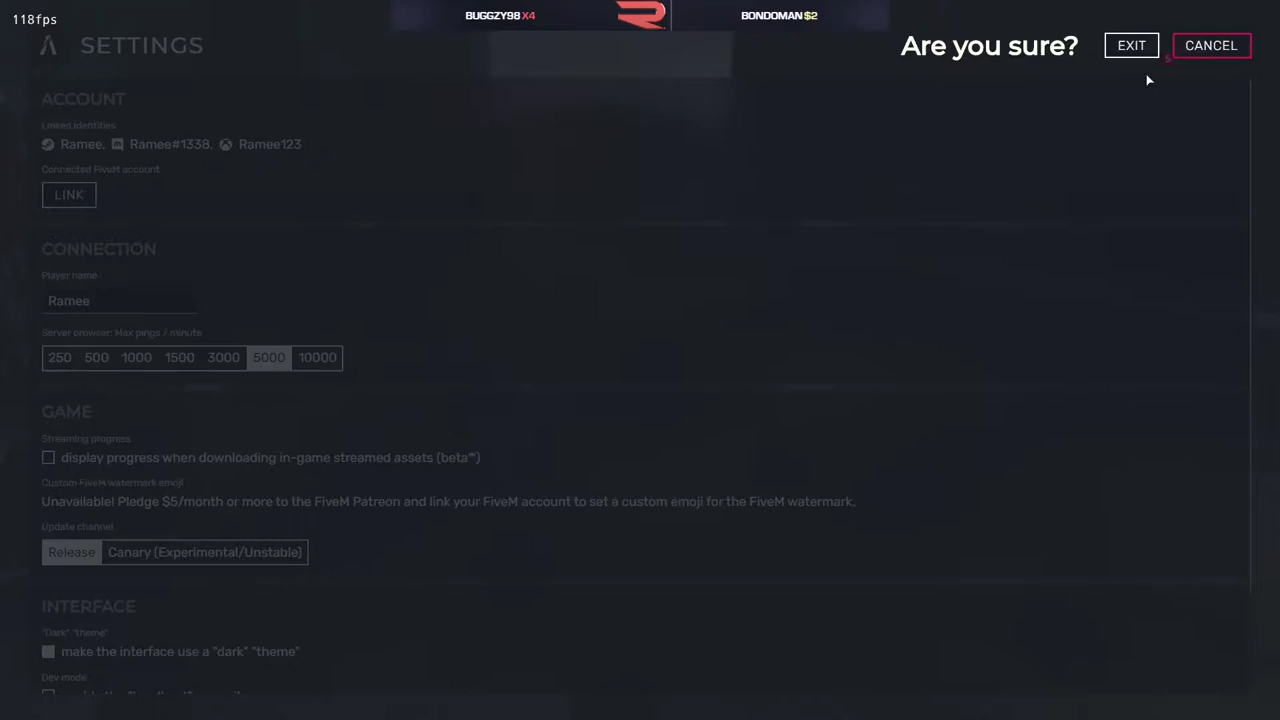 118fps
BUGGZY98 X4
BONDOMAN $2
SETTINGS
Are you sure?
EXIT
CANCEL
ACCOUNT
Linked identities
Ramee, Ramee#1338, Ramee123
Connected FiveM account
LINK
CONNECTION
Player name
Ramee
Server browser: Max pings / minute
250 500 1000 1500 3000 5000 10000
GAME
Streaming progress
display progress when downloading in-game streamed assets (beta™)
Custom FiveM watermark emoji
Unavailable! Pledge $5/month or more to the FiveM Patreon and link your FiveM account to set a custom emoji for the FiveM watermark.
Update channel
Release Canary (Experimental/Unstable)
INTERFACE
"Dark" "theme"
make the interface use a "dark" "theme"
Dev mode